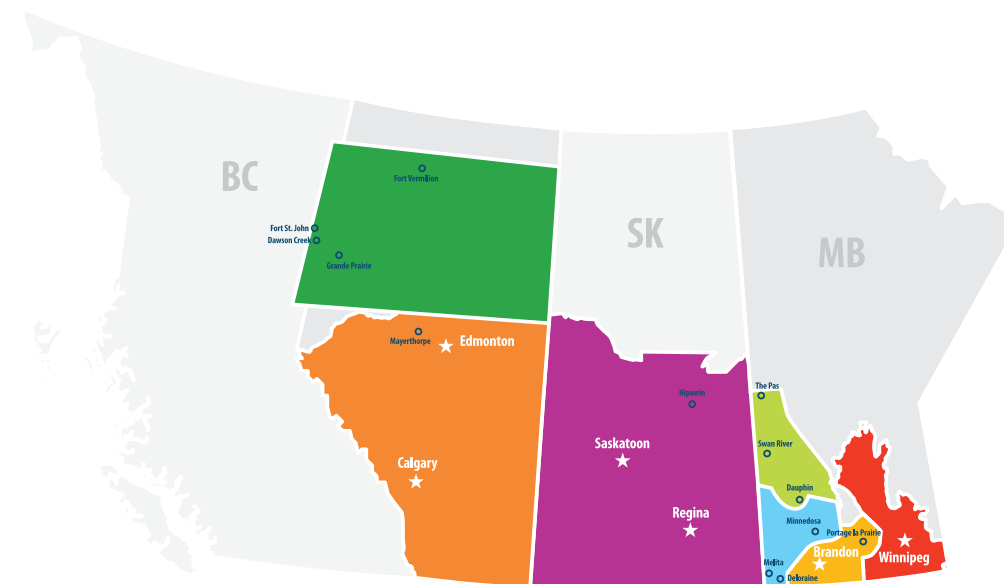 BC
Fort Vermilion
SK
Fort St. John
Dawson Creek
MB
Grande Prairie
Mayerthorpe
Edmonton
The Pas
Nipawin
Saskatoon
Swan River
Calgary
Dauphin
Regina
Minnedosa
Portage la Prairie
Brandon
Winnipeg
Melita
Deloraine